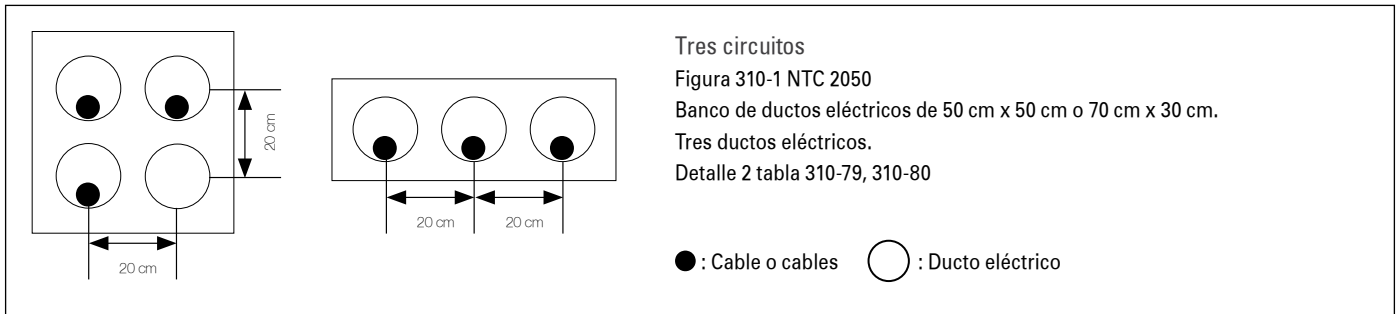 20 cm
20 cm
20 cm
20 cm
Tres circuitos
Figura 310-1 NTC 2050
Banco de ductos eléctricos de 50 cm x 50 cm o 70 cm x 30 cm.
Tres ductos eléctricos.
Detalle 2 tabla 310-79, 310-80
: Cable o cables
: Ducto eléctrico